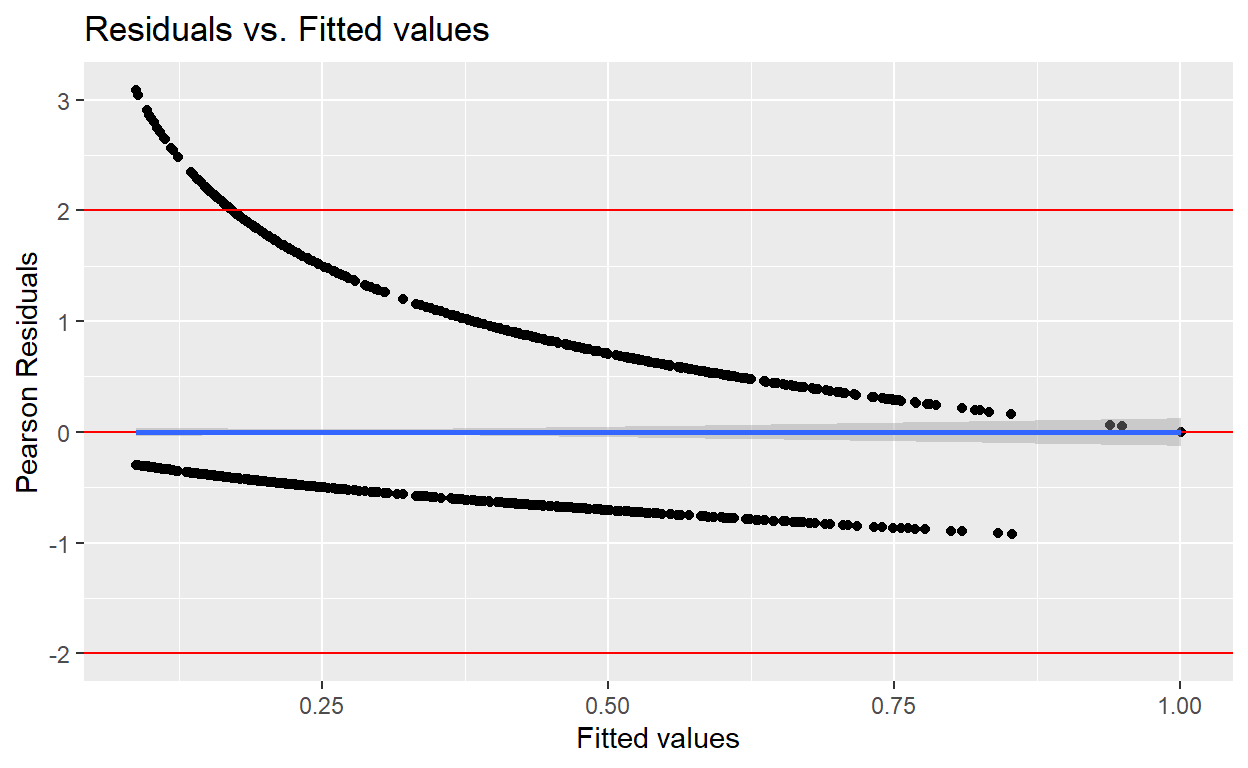 Residuals vs. Fitted values
Pearson Residuals
3
2
1
0
-1
-2
0.25 0.50 0.75 1.00
Fitted values